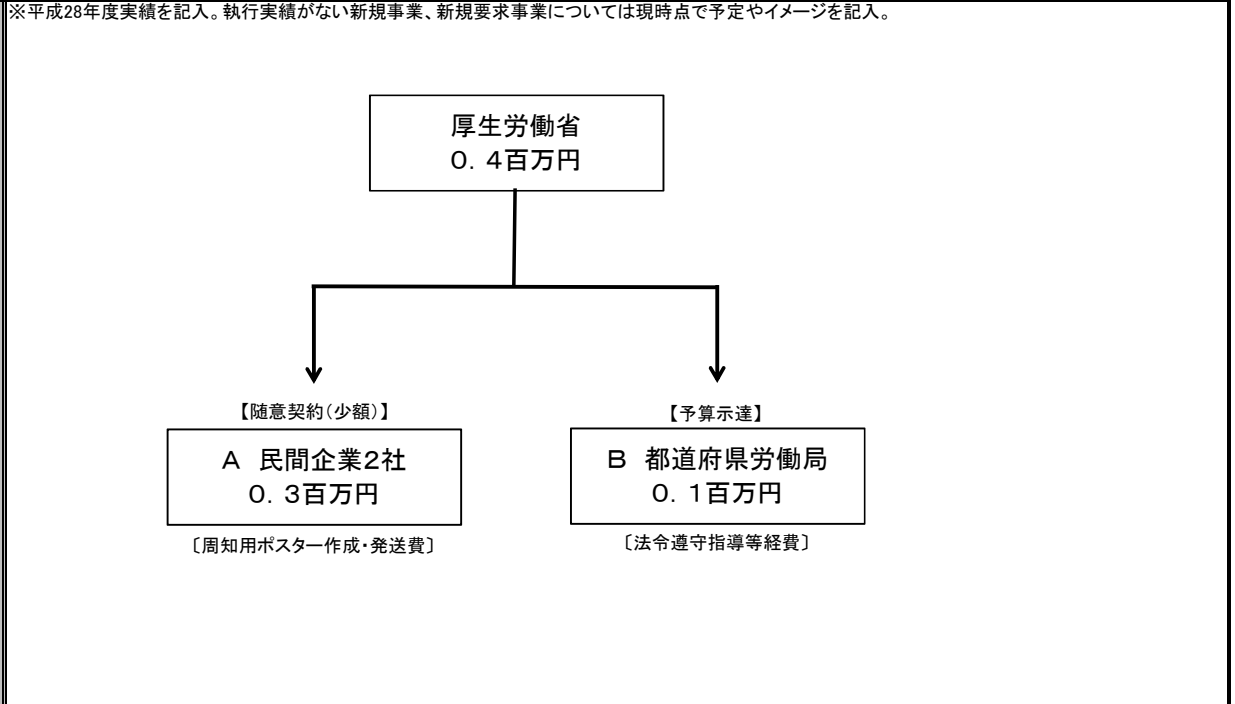 ※平成28年度実績を記入。執行実績がない新規事業、新規要求事業については現時点で予定やイメージを記入。
厚生労働省
０．４百万円
【随意契約（少額）】
Ａ　民間企業２社
０．３百万円
〔周知用ポスター作成・発送費〕
【予算示達】
Ｂ　都道府県労働局
０．１百万円
〔法令遵守指導等経費〕